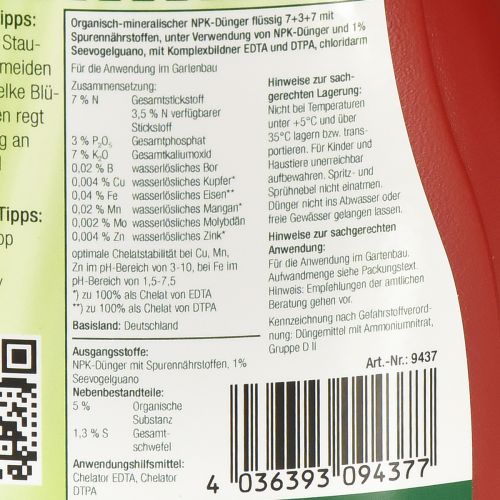 ipps:
Stau-
meiden
elke Blü-
en regt
g an
Tipps:
op
Organisch-mineralischer NPK-Dünger flüssig 7+3+7 mit
Spurennährstoffen, unter Verwendung von NPK-Dünger und 1%
Seevogelguano, mit Komplexbildner EDTA und DTPA, chloridarm
Für die Anwendung im Gartenbau
Zusammensetzung:
7 % N Gesamtstickstoff
3,5 % N verfügbarer
Stickstoff
3 % P₂O₅ Gesamtphosphat
7 % K₂O Gesamtkaliumoxid
0,02 % B wasserlösliches Bor
0,004 % Cu wasserlösliches Kupfer*
0,04 % Fe wasserlösliches Eisen**
0,02 % Mn wasserlösliches Mangan*
0,002 % Mo wasserlösliches Molybdän
0,004 % Zn wasserlösliches Zink*
optimale Chelatstabilität bei Cu, Mn,
Zn im pH-Bereich von 3-10, bei Fe im
pH-Bereich von 1,5-7,5
*) zu 100% als Chelat von EDTA
**) zu 100% als Chelat von DTPA
Basisland: Deutschland
Ausgangsstoffe:
NPK-Dünger mit Spurennährstoffen, 1%
Seevogelguano
Nebenbestandteile:
5 % Organische
Substanz
1,3 % S Gesamt-
schwefel
Anwendungshilfsmittel:
Chelator EDTA, Chelator
DTPA
Hinweise zur sach-
gerechten Lagerung:
Nicht bei Temperaturen
unter +5°C und über
35°C lagern bzw. trans-
portieren. Für Kinder und
Haustiere unerreichbar
aufbewahren. Spritz- und
Sprühnebel nicht einatmen.
Dünger nicht ins Abwasser oder
freie Gewässer gelangen lassen.
Hinweise zur sachgerechten
Anwendung:
Für die Anwendung im Gartenbau.
Aufwandmenge siehe Packungstext.
Hinweis: Empfehlungen der amtlichen
Beratung gehen vor.
Kennzeichnung nach Gefahrstoffverord-
nung: Düngemittel mit Ammoniumnitrat,
Gruppe D II
Art.-Nr.: 9437
4 036393 094377